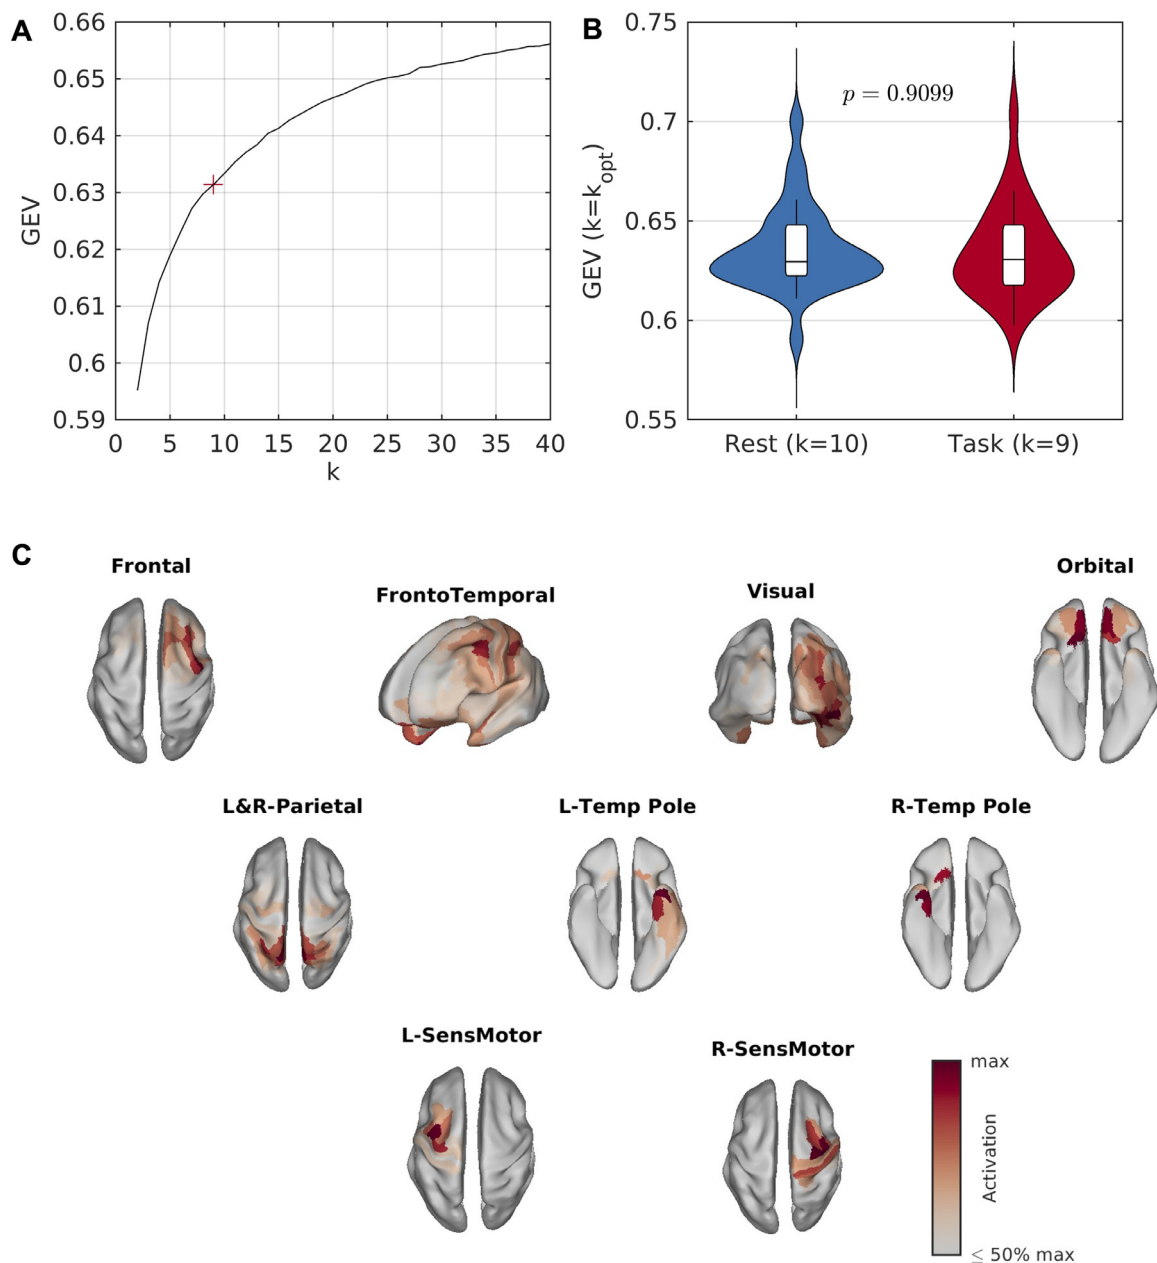 A
0.66
0.65
0.64
0.63
0.62
0.61
0.6
0.59
GEV
0 5 10 15 20 25 30 35 40
k
B
0.75
0.7
0.65
0.6
0.55
GEV (k=k_opt)
p = 0.9099
Rest (k=10) Task (k=9)
C
Frontal
FrontoTemporal
Visual
Orbital
L&R-Parietal
L-Temp Pole
R-Temp Pole
L-SensMotor
R-SensMotor
max
Activation
≤ 50% max